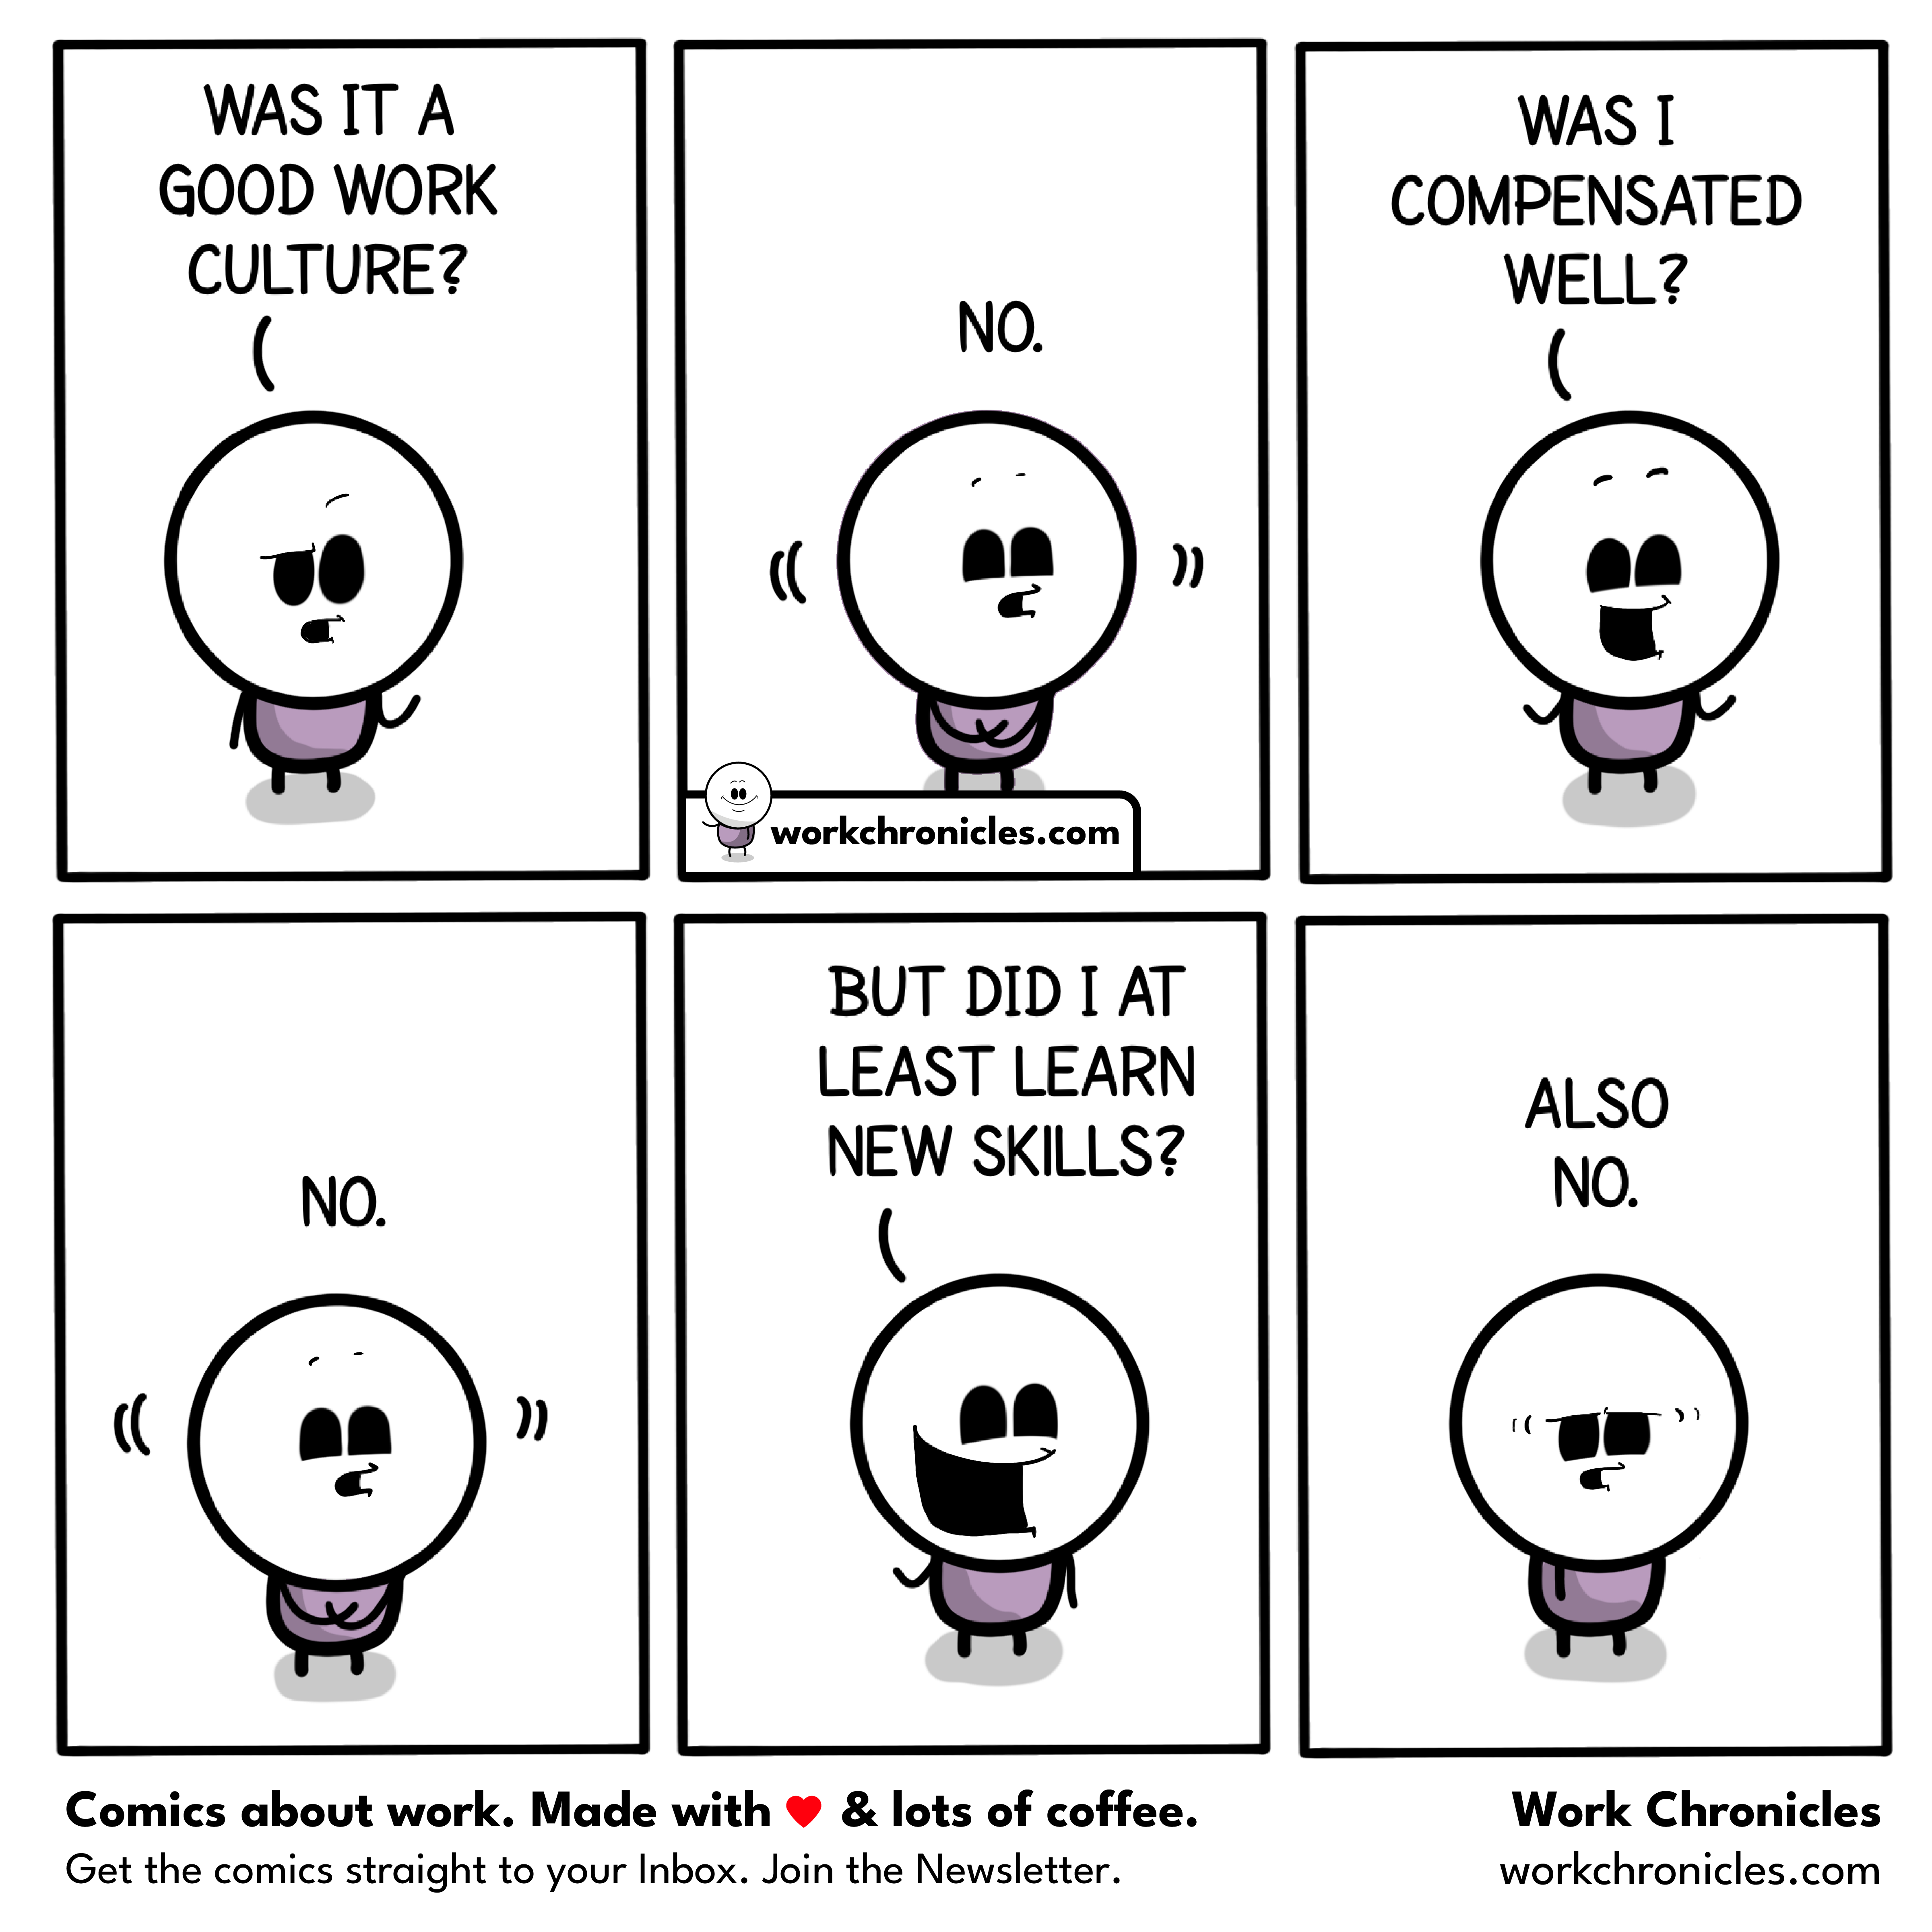 WAS IT A
GOOD WORK
CULTURE?
NO.
workchronicles.com
WAS I
COMPENSATED
WELL?
NO.
BUT DID I AT
LEAST LEARN
NEW SKILLS?
ALSO
NO.
Comics about work. Made with ❤ & lots of coffee.
Get the comics straight to your Inbox. Join the Newsletter.
Work Chronicles
workchronicles.com